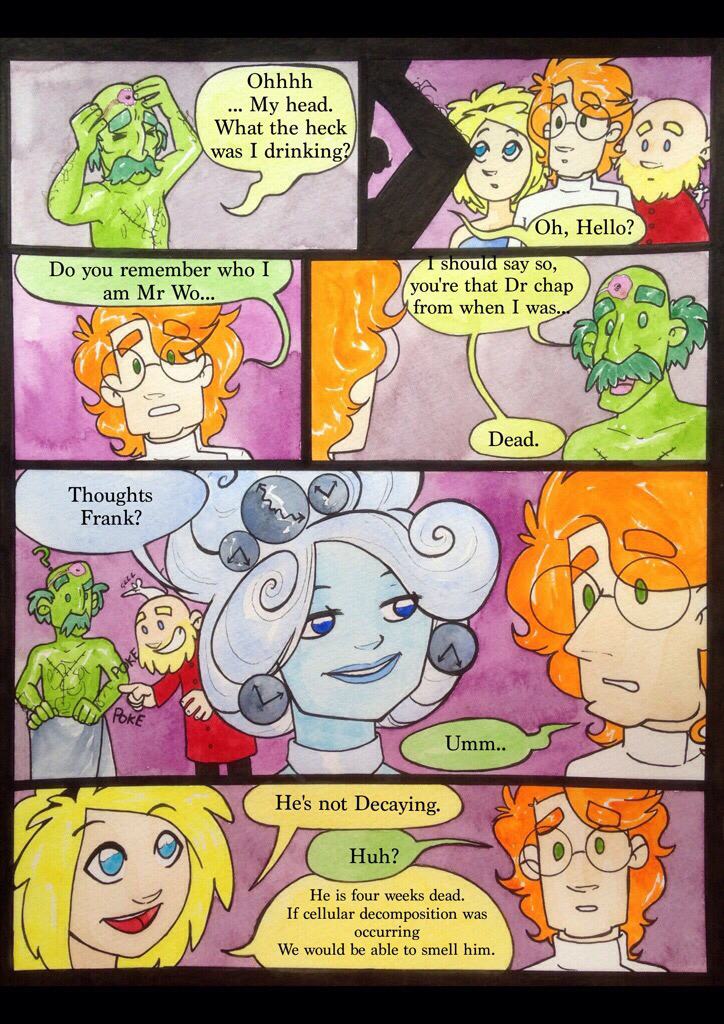 Ohhhh
... My head.
What the heck
was I drinking?
Oh, Hello?
Do you remember who I
am Mr Wo...
I should say so,
you're that Dr chap
from when I was...
Dead.
Thoughts
Frank?
?
POKE
POKE
Umm..
He's not Decaying.
Huh?
He is four weeks dead.
If cellular decomposition was
occurring
We would be able to smell him.